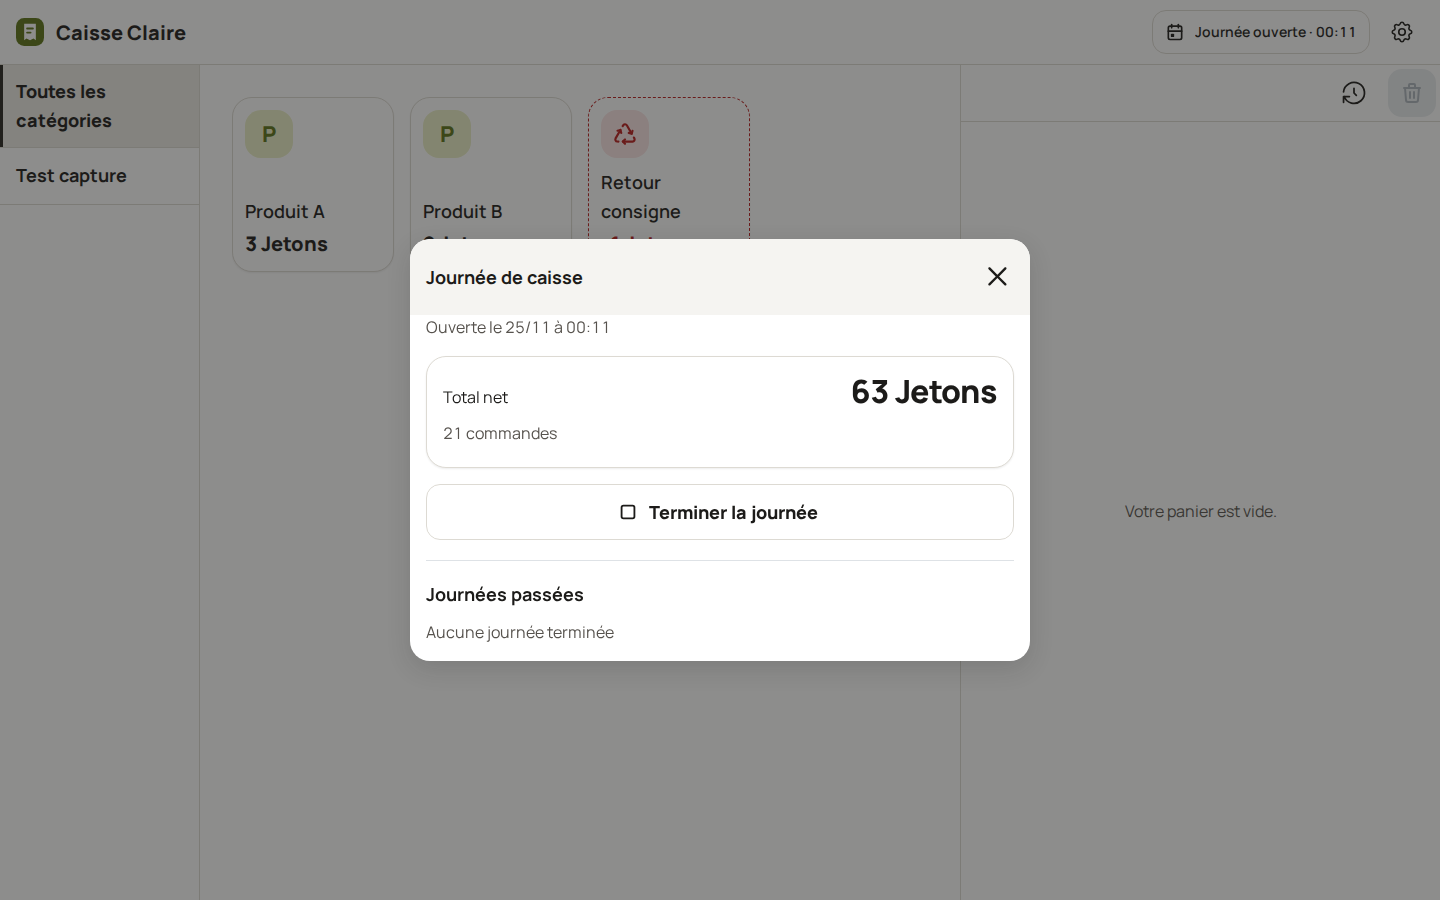 Caisse Claire
Journée ouverte · 00:11
Toutes les
catégories
Test capture
P
Produit A
3 Jetons
P
Produit B
Retour
consigne
Journée de caisse
Ouverte le 25/11 à 00:11
Total net
63 Jetons
21 commandes
Terminer la journée
Journées passées
Aucune journée terminée
Votre panier est vide.